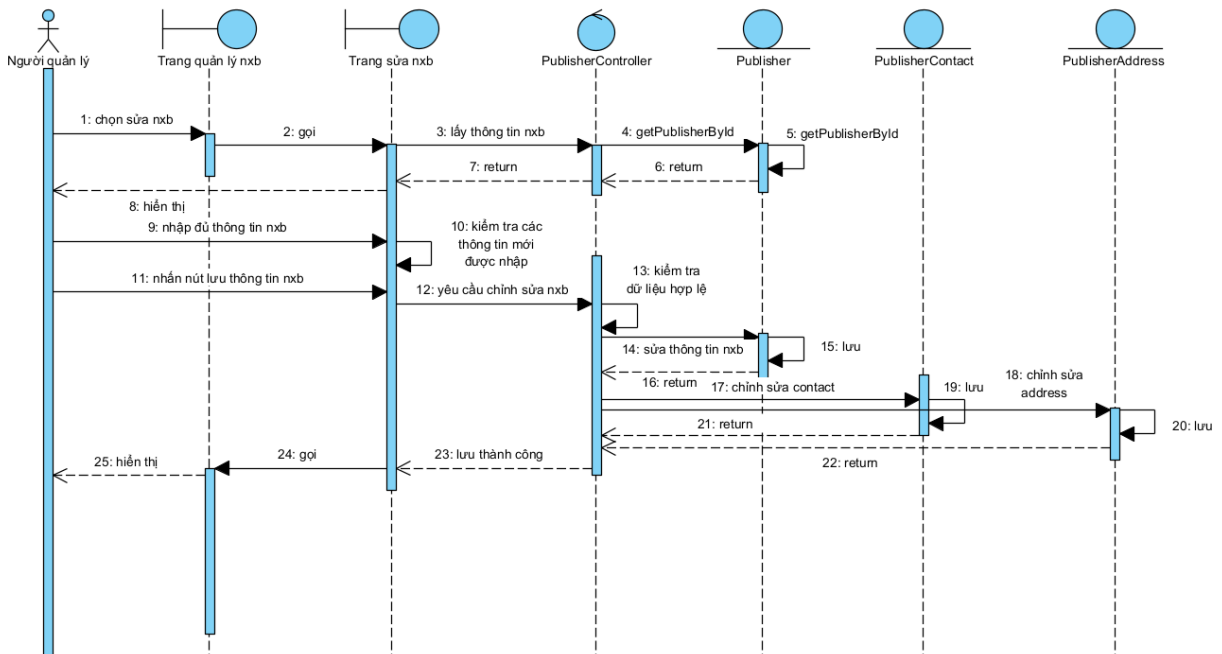 Người quản lý
Trang quản lý nxb
Trang sửa nxb
PublisherController
Publisher
PublisherContact
PublisherAddress
1: chọn sửa nxb
2: gọi
3: lấy thông tin nxb
4: getPublisherById
5: getPublisherById
6: return
7: return
8: hiển thị
9: nhập đủ thông tin nxb
10: kiểm tra các
thông tin mới
được nhập
11: nhấn nút lưu thông tin nxb
12: yêu cầu chỉnh sửa nxb
13: kiểm tra
dữ liệu hợp lệ
14: sửa thông tin nxb
15: lưu
16: return
17: chỉnh sửa contact
18: chỉnh sửa
address
19: lưu
20: lưu
21: return
22: return
23: lưu thành công
24: gọi
25: hiển thị